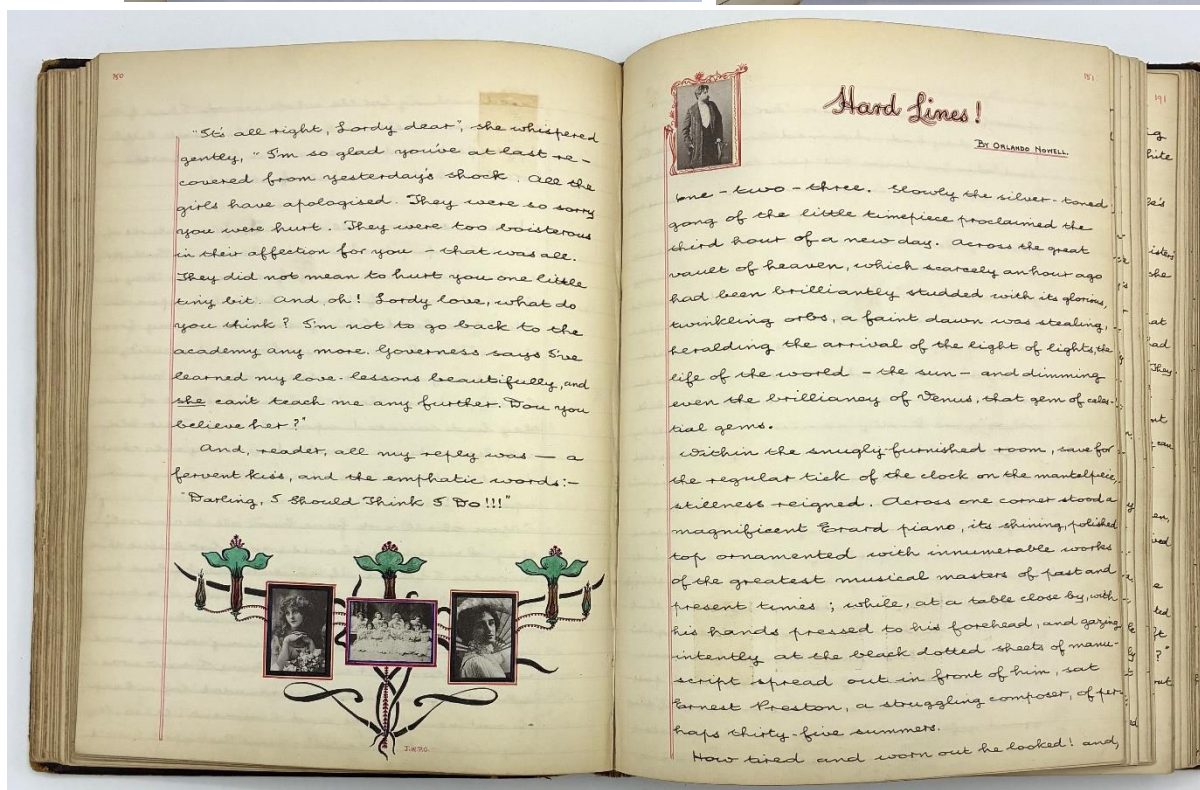 150
"It's all right, Lordy dear", she whispered
gently, "I'm so glad you've at last re-
covered from yesterday's shock. All the
girls have apologised. They were so sorry
you were hurt. They were too boisterous
in their affection for you – that was all.
They did not mean to hurt you one little
tiny bit. And, oh! Lordy love, what do
you think? I'm not to go back to the
academy any more. Governess says I've
learned my love-lessons beautifully, and
she can't teach me any further. Dou you
believe her?"
And, reader, all my reply was — a
fervent kiss, and the emphatic words:–
"Darling, I Should Think I Do!!!"
151
Hard Lines!
By Orlando Nowell.
One – two – three. Slowly the silver-toned
gong of the little timepiece proclaimed the
third hour of a new day. Across the great
vault of heaven, which scarcely an hour ago
had been brilliantly studded with its glorious,
twinkling orbs, a faint dawn was stealing,
heralding the arrival of the light of lights, the
life of the world – the sun – and dimming
even the brilliancy of Venus, that gem of celes-
tial gems.
Within the snugly-furnished room, save for
the regular tick of the clock on the mantelpiece,
stillness reigned. Across one corner stood a
magnificent Erard piano, its shining, polished
top ornamented with innumerable works
of the greatest musical masters of past and
present times; while, at a table close by, with
his hands pressed to his forehead, and gazing
intently at the black dotted sheets of manu-
script spread out in front of him, sat
Ernest Preston, a struggling composer, of per-
haps thirty-five summers.
How tired and worn out he looked! and,
191